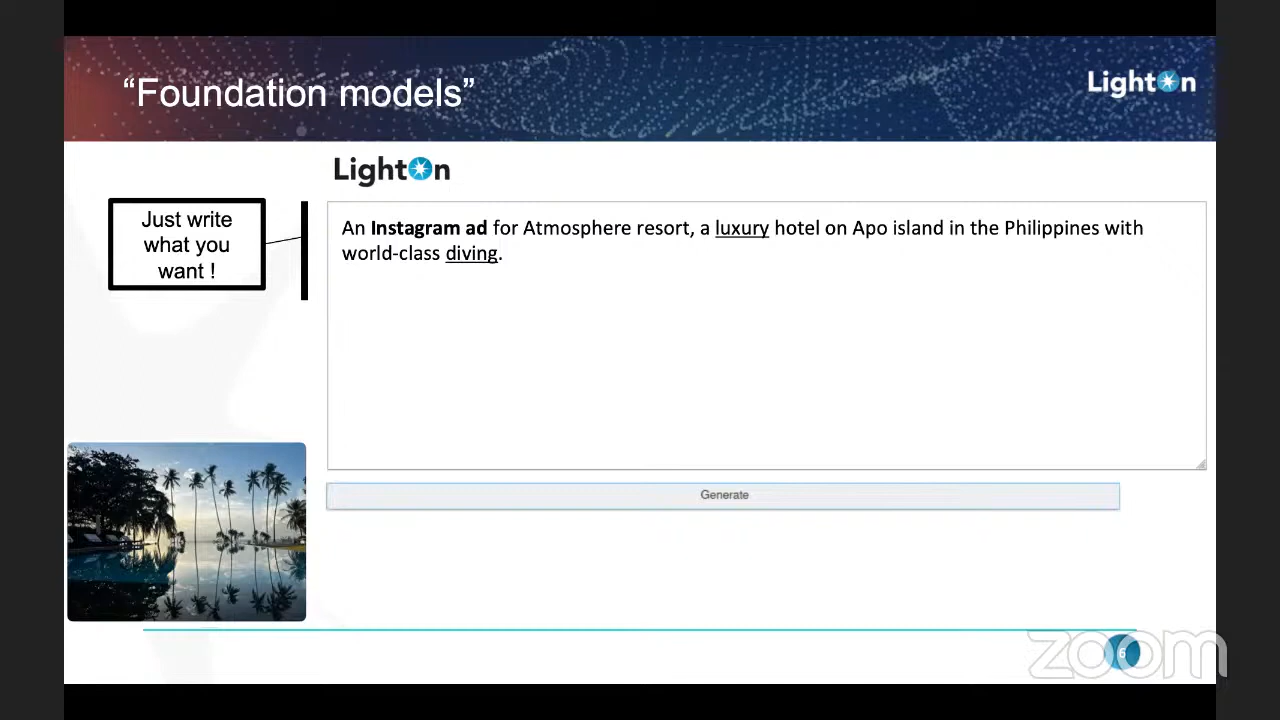 “Foundation models”
LightOn
LightOn
Just write
what you
want !
An Instagram ad for Atmosphere resort, a luxury hotel on Apo island in the Philippines with
world-class diving.
Generate
6
zoom